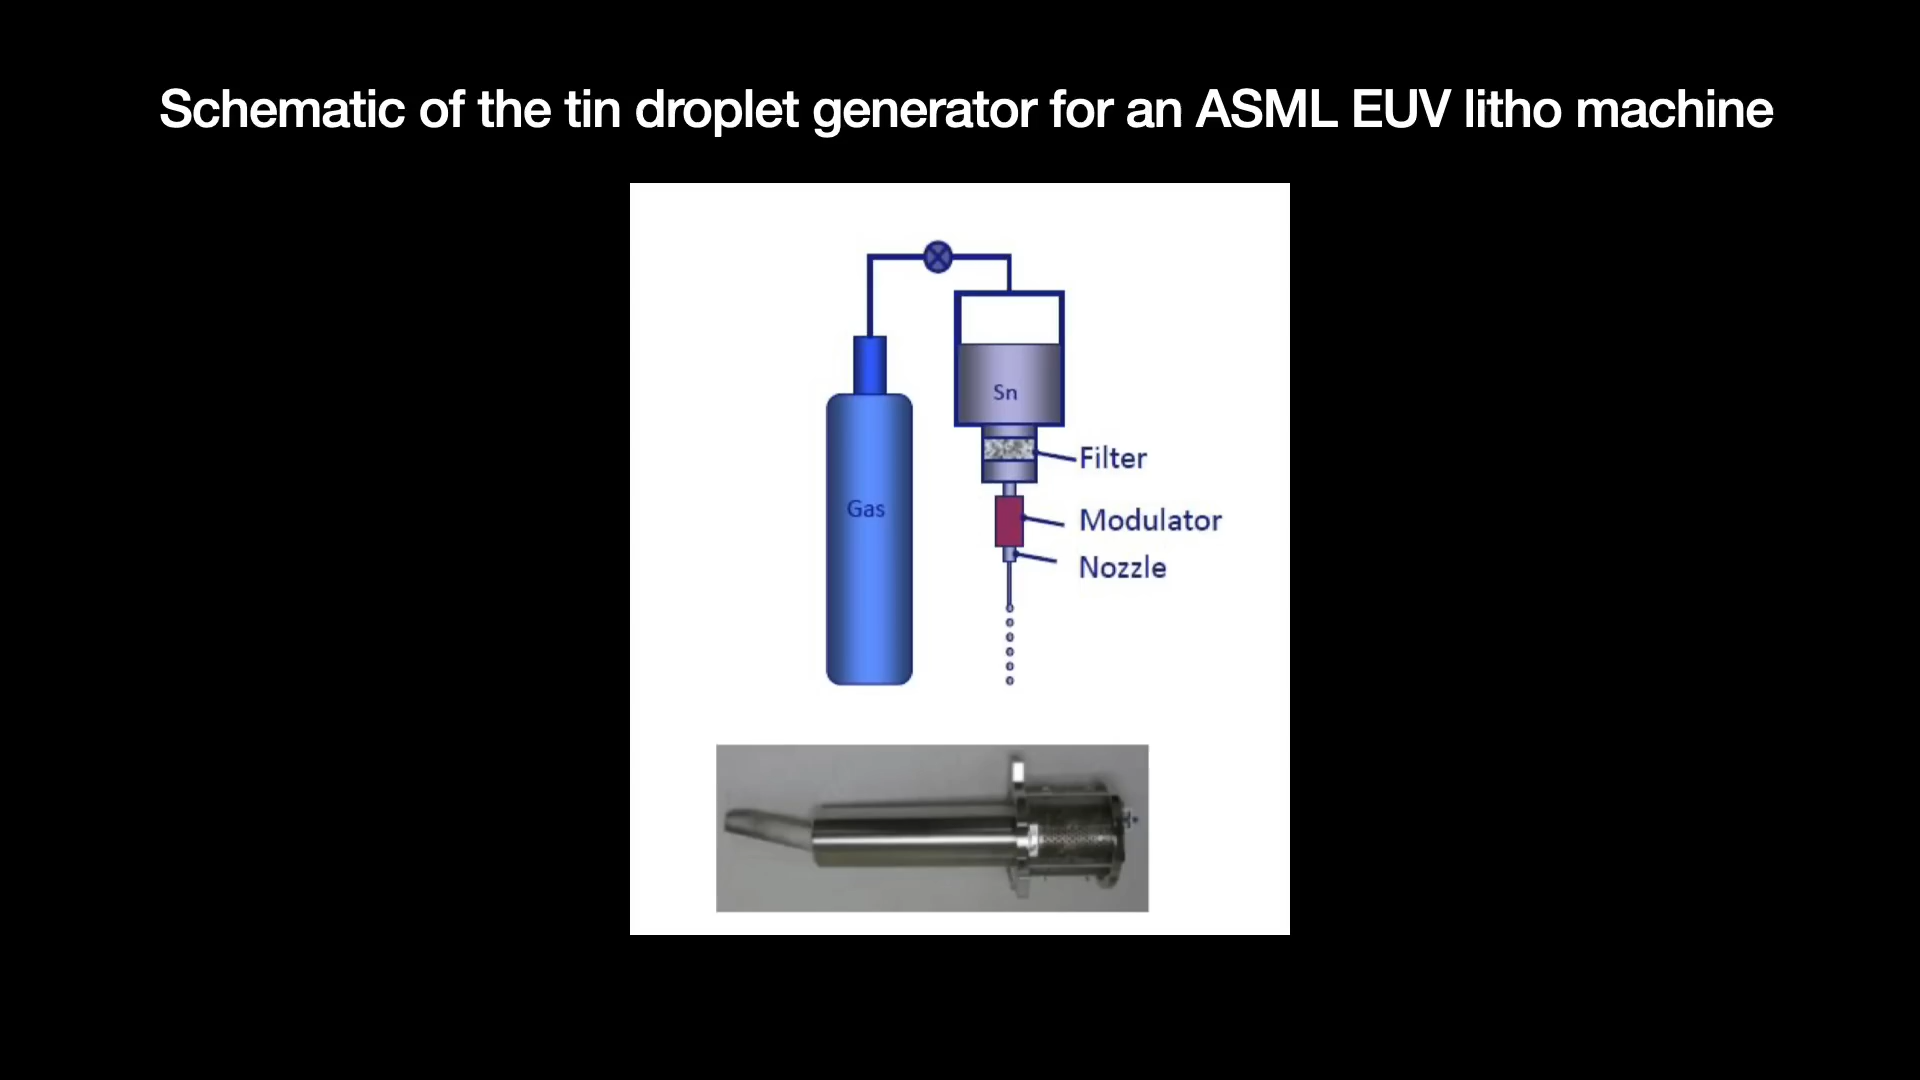 Schematic of the tin droplet generator for an ASML EUV litho machine
Sn
Filter
Gas
Modulator
Nozzle